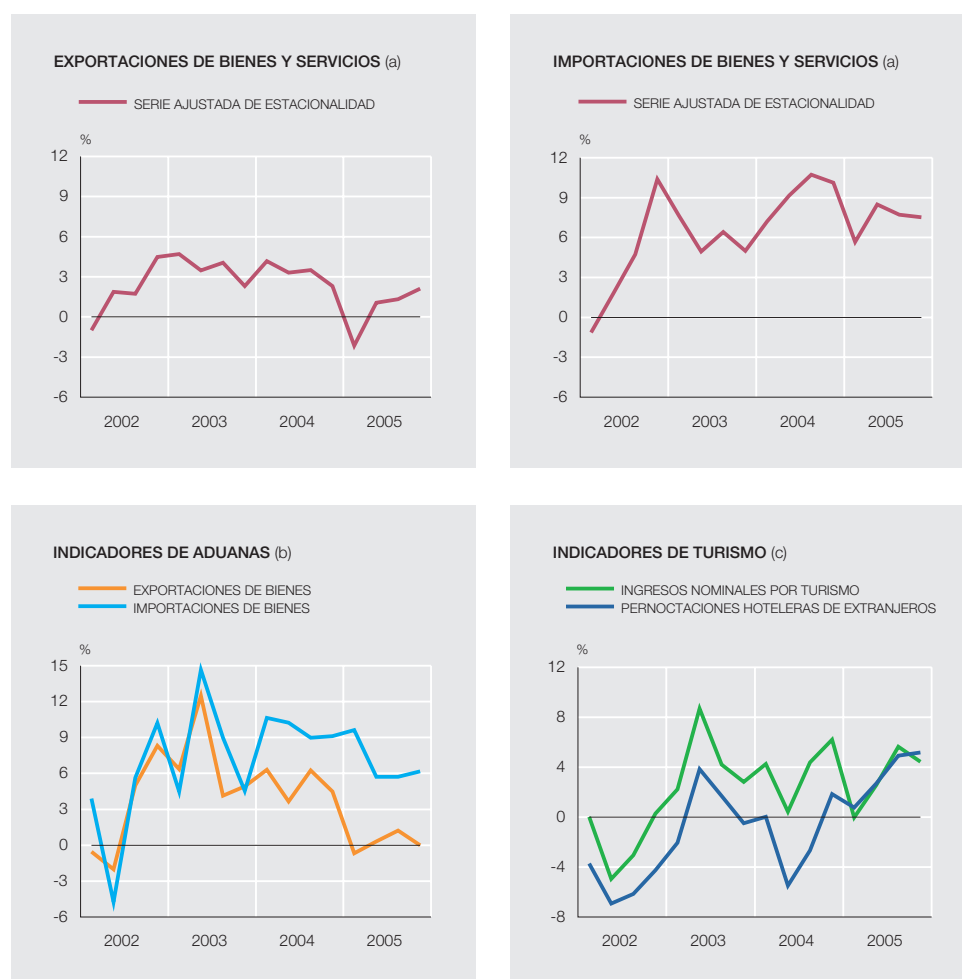 EXPORTACIONES DE BIENES Y SERVICIOS (a)
SERIE AJUSTADA DE ESTACIONALIDAD
%
12
9
6
3
0
-3
-6
2002 2003 2004 2005
IMPORTACIONES DE BIENES Y SERVICIOS (a)
SERIE AJUSTADA DE ESTACIONALIDAD
%
12
9
6
3
0
-3
-6
2002 2003 2004 2005
INDICADORES DE ADUANAS (b)
EXPORTACIONES DE BIENES
IMPORTACIONES DE BIENES
%
15
12
9
6
3
0
-3
-6
2002 2003 2004 2005
INDICADORES DE TURISMO (c)
INGRESOS NOMINALES POR TURISMO
PERNOCTACIONES HOTELERAS DE EXTRANJEROS
%
12
8
4
0
-4
-8
2002 2003 2004 2005